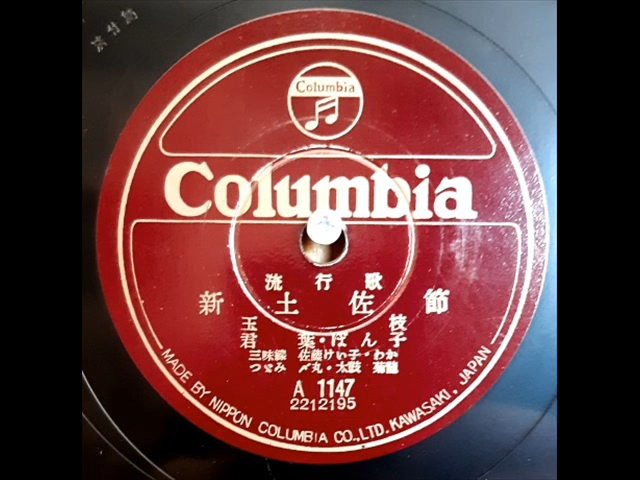 Columbia
Columbia
流行歌
新土佐節
玉枝
君葉・ぽん子
三味線 佐藤けい子・わか
つゞみ 〆丸・太鼓 菊龍
A 1147
2212195
MADE BY NIPPON COLUMBIA CO., LTD. KAWASAKI, JAPAN